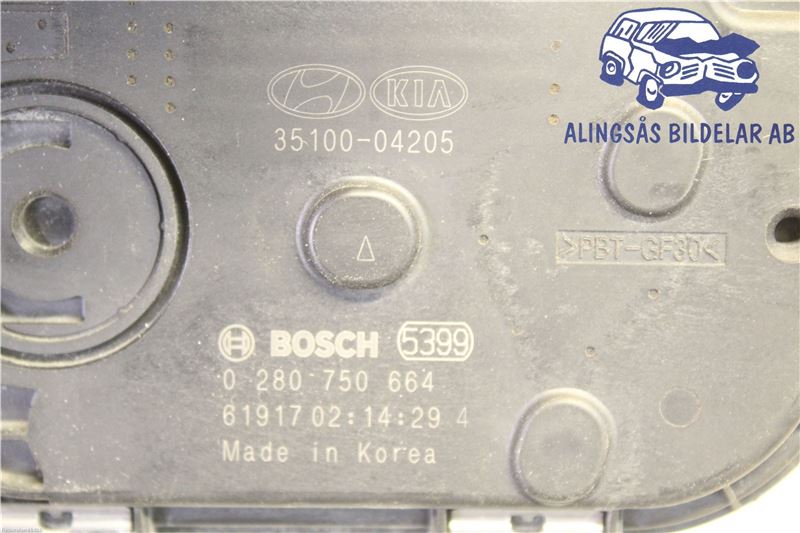 KIA
35100-04205
ALINGSÅS BILDELAR AB
>PBT-GF30<
BOSCH 5399
0 280 750 664
61917 02:14:29 4
Made in Korea